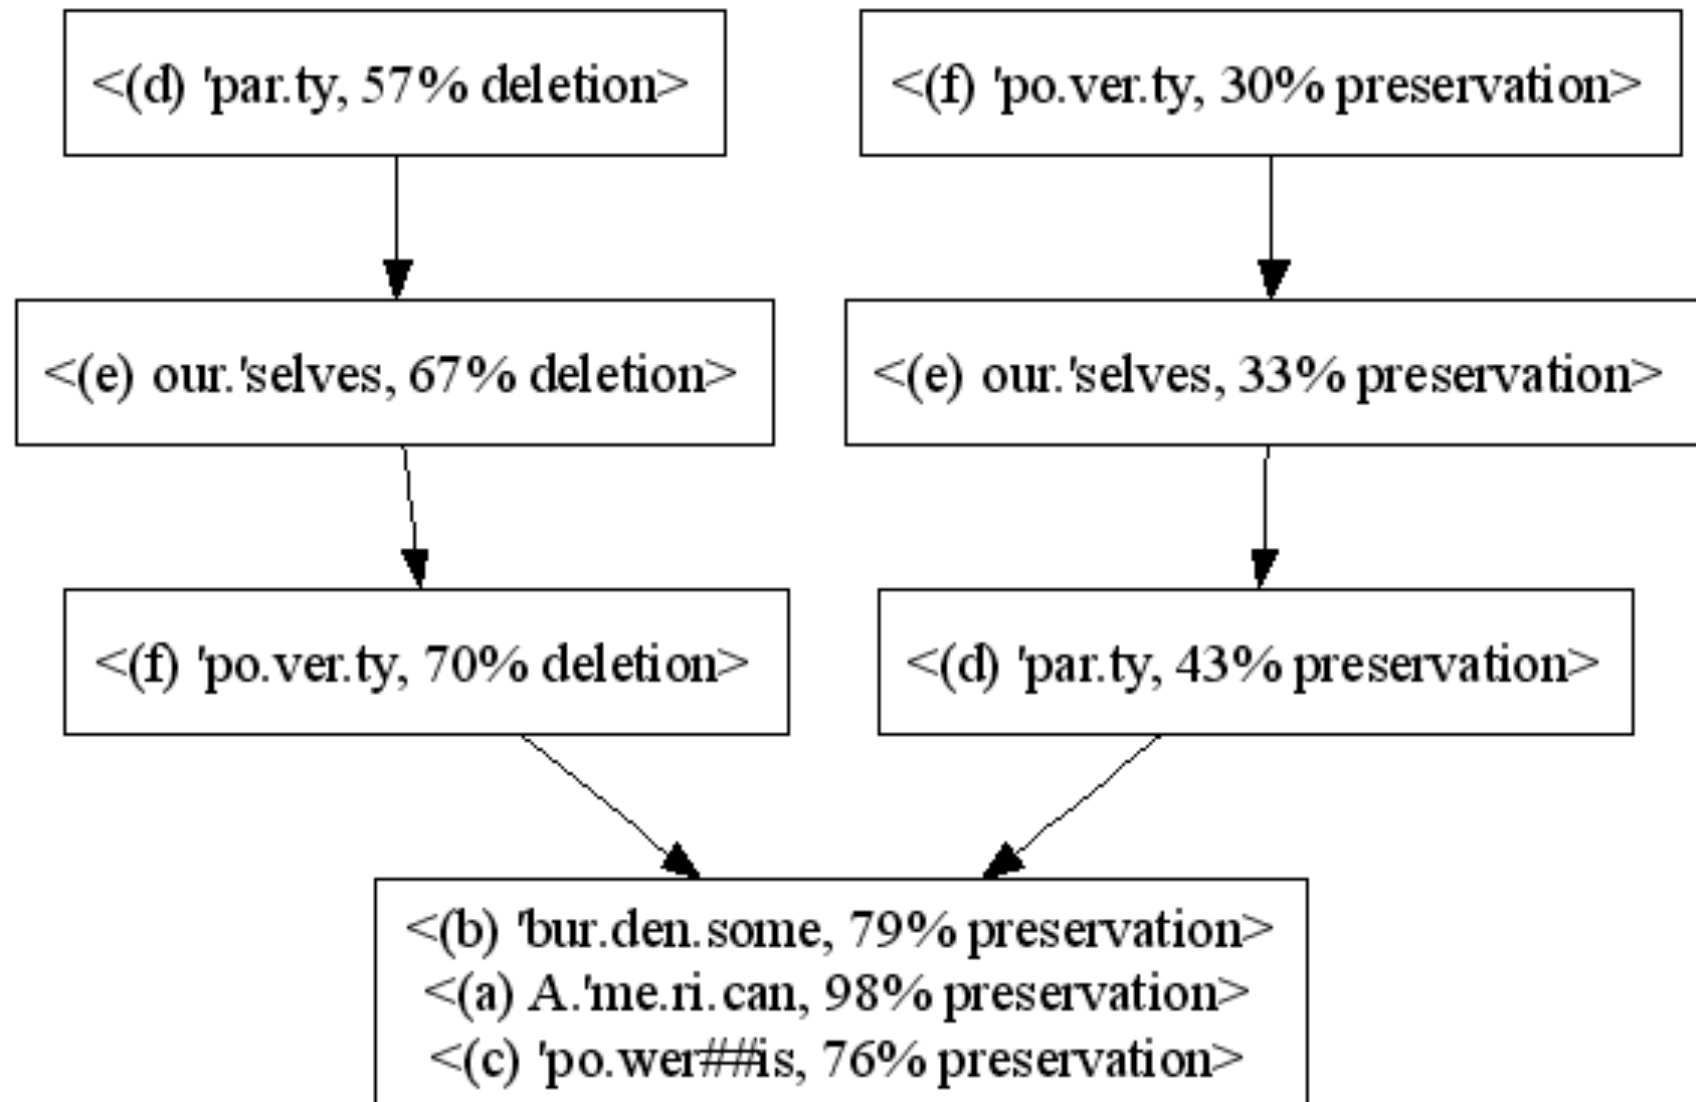 <(d) 'par.ty, 57% deletion>
<(f) 'po.ver.ty, 30% preservation>
<(e) our.'selves, 67% deletion>
<(e) our.'selves, 33% preservation>
<(f) 'po.ver.ty, 70% deletion>
<(d) 'par.ty, 43% preservation>
<(b) 'bur.den.some, 79% preservation>
<(a) A.'me.ri.can, 98% preservation>
<(c) 'po.wer##is, 76% preservation>